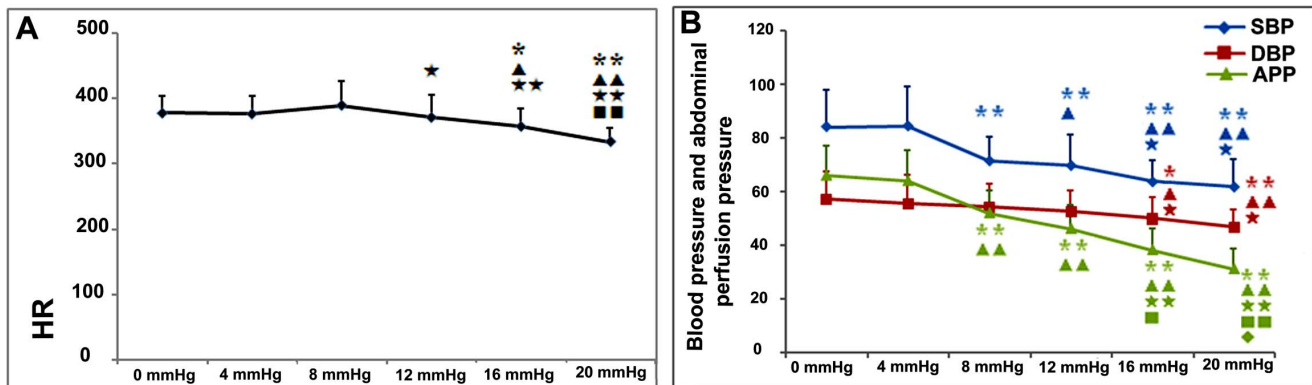 A
500
400
300
200
100
0
HR
0 mmHg 4 mmHg 8 mmHg 12 mmHg 16 mmHg 20 mmHg
B
SBP
DBP
APP
Blood pressure and abdominal
perfusion pressure
120
100
80
60
40
20
0
0 mmHg 4 mmHg 8 mmHg 12 mmHg 16 mmHg 20 mmHg